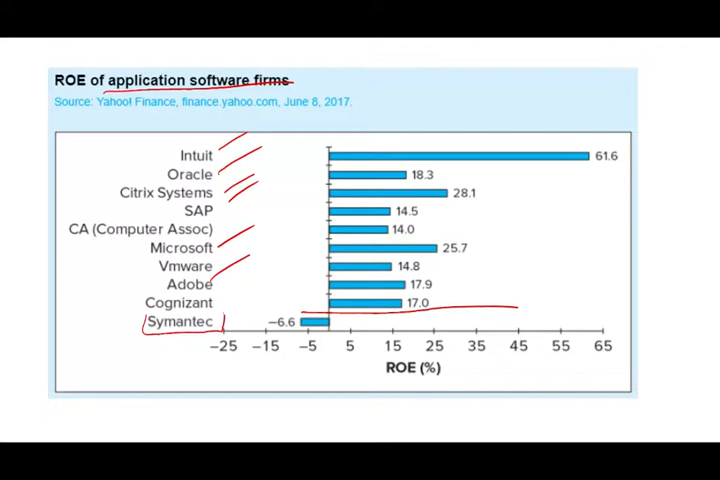 ROE of application software firms
Source: Yahoo! Finance, finance.yahoo.com, June 8, 2017.
Intuit 61.6
Oracle 18.3
Citrix Systems 28.1
SAP 14.5
CA (Computer Assoc) 14.0
Microsoft 25.7
Vmware 14.8
Adobe 17.9
Cognizant 17.0
Symantec −6.6
−25 −15 −5 5 15 25 35 45 55 65
ROE (%)